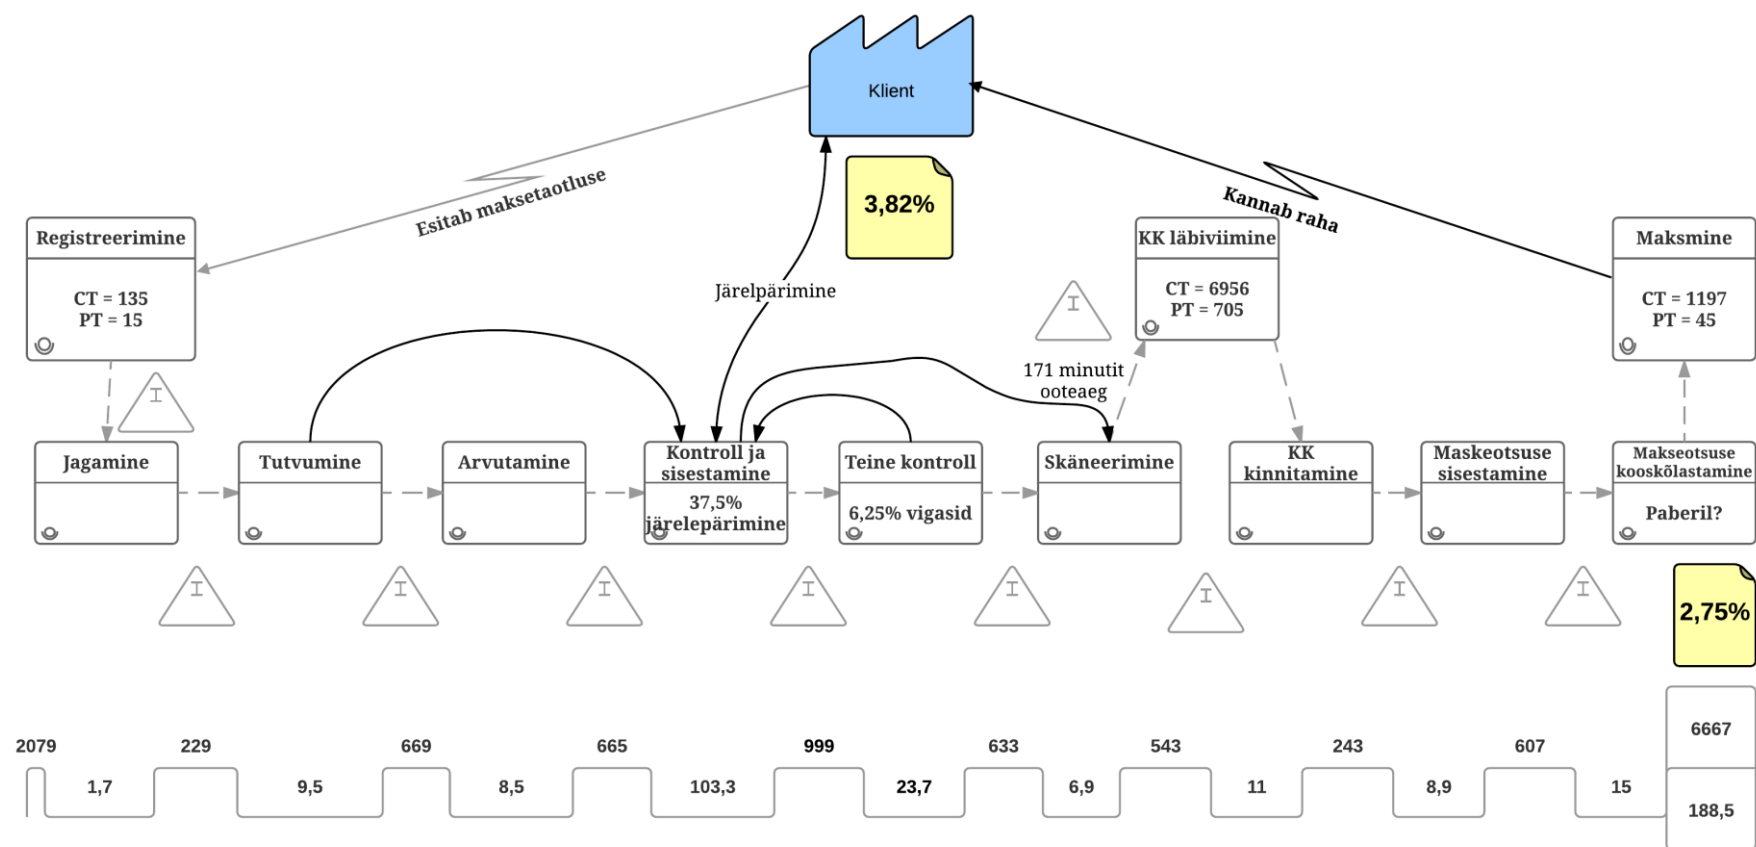 Klient
3,82%
Esitab maksetaotluse
Kannab raha
Registreerimine
CT = 135
PT = 15
I
Järelpärimine
KK läbiviimine
CT = 6956
PT = 705
I
Maksmine
CT = 1197
PT = 45
171 minutit
ooteaeg
Jagamine
Tutvumine
Arvutamine
Kontroll ja
sisestamine
37,5%
järelepärimine
Teine kontroll
6,25% vigasid
Skäneerimine
KK
kinnitamine
Maskeotsuse
sisestamine
Makseotsuse
kooskõlastamine
Paberil?
I
I
I
I
I
I
I
I
2,75%
2079
229
669
665
999
633
543
243
607
6667
1,7
9,5
8,5
103,3
23,7
6,9
11
8,9
15
188,5